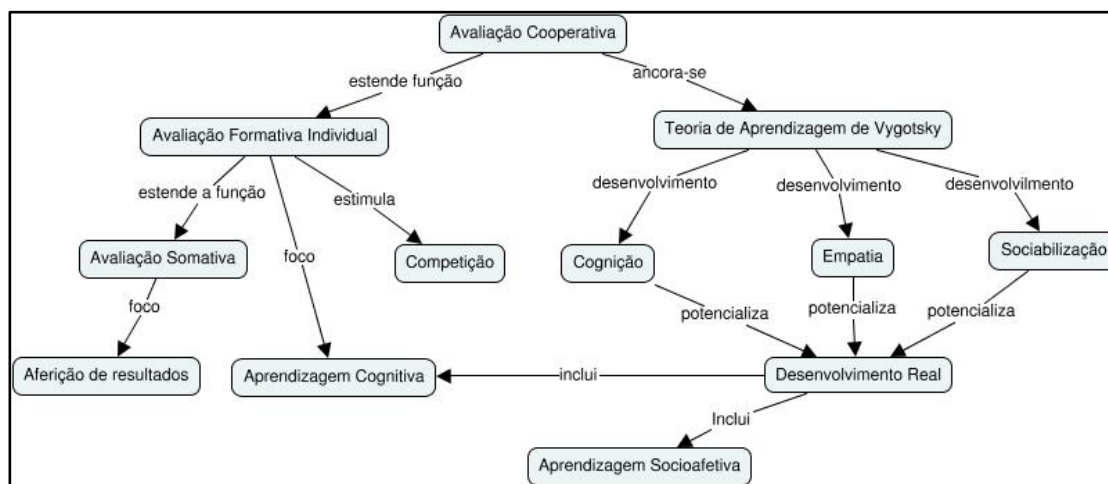 Avaliação Cooperativa
estende função
ancora-se
Avaliação Formativa Individual
Teoria de Aprendizagem de Vygotsky
estende a função
estimula
desenvolvimento
desenvolvimento
desenvolvilmento
Avaliação Somativa
foco
Competição
Cognição
Empatia
Sociabilização
foco
potencializa
potencializa
potencializa
Aferição de resultados
Aprendizagem Cognitiva
inclui
Desenvolvimento Real
Inclui
Aprendizagem Socioafetiva